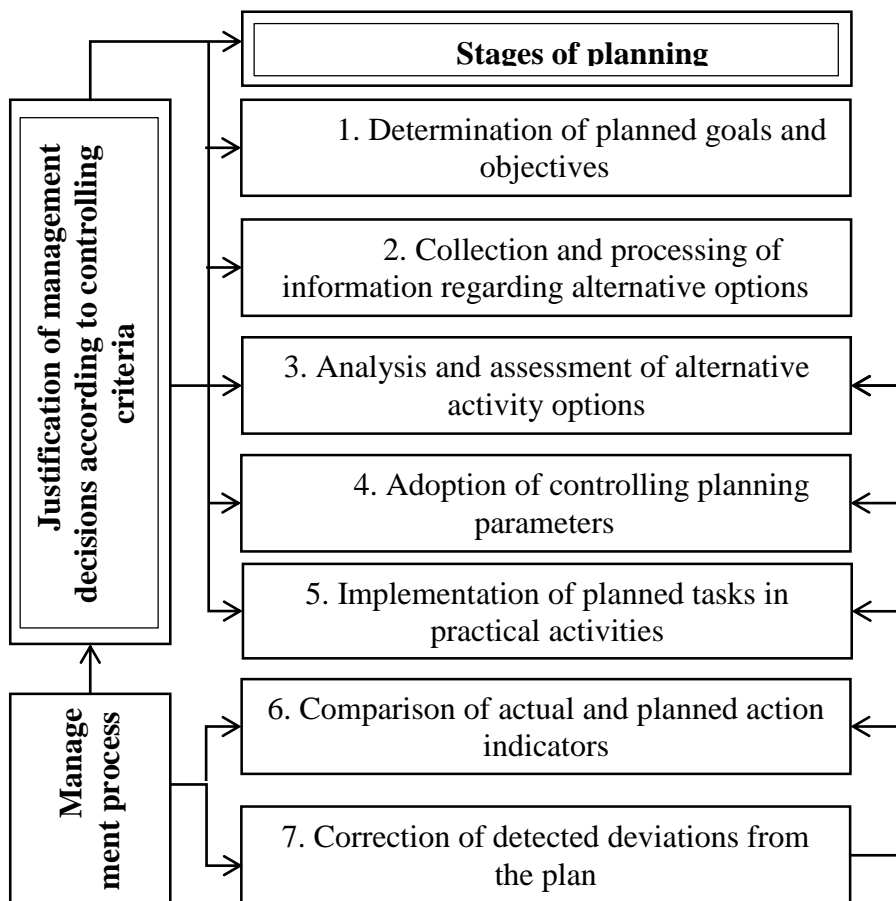 Stages of planning
Justification of management
decisions according to controlling
criteria
1. Determination of planned goals and
objectives
2. Collection and processing of
information regarding alternative options
3. Analysis and assessment of alternative
activity options
4. Adoption of controlling planning
parameters
5. Implementation of planned tasks in
practical activities
Manage
ment process
6. Comparison of actual and planned action
indicators
7. Correction of detected deviations from
the plan